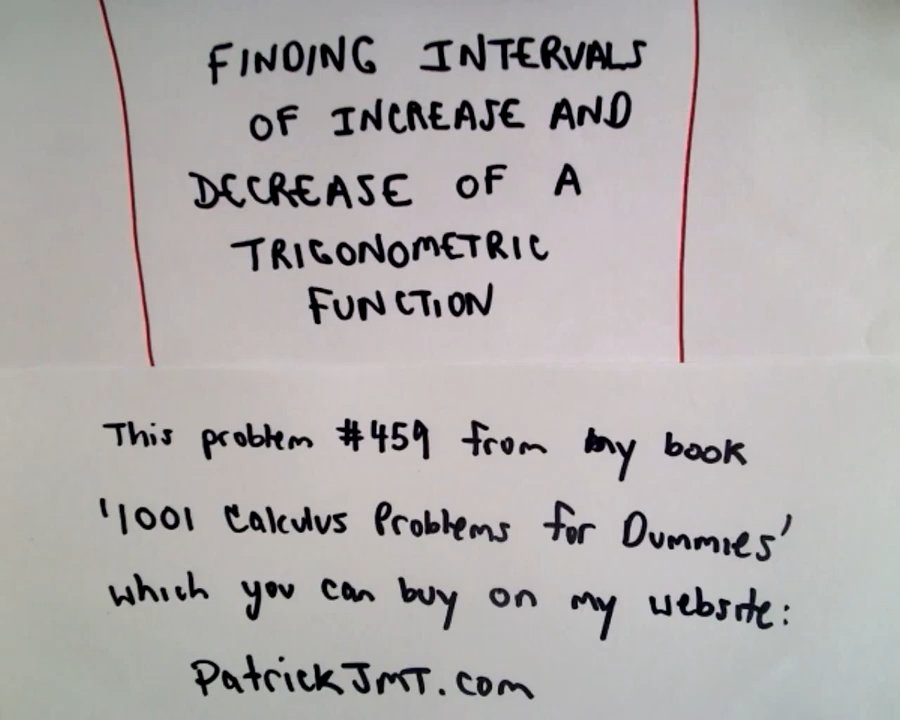 FINDING INTERVALS
OF INCREASE AND
DECREASE OF A
TRIGONOMETRIC
FUNCTION
This problem #459 from my book
'1001 Calculus Problems for Dummies'
which you can buy on my website:
PatrickJMT.com